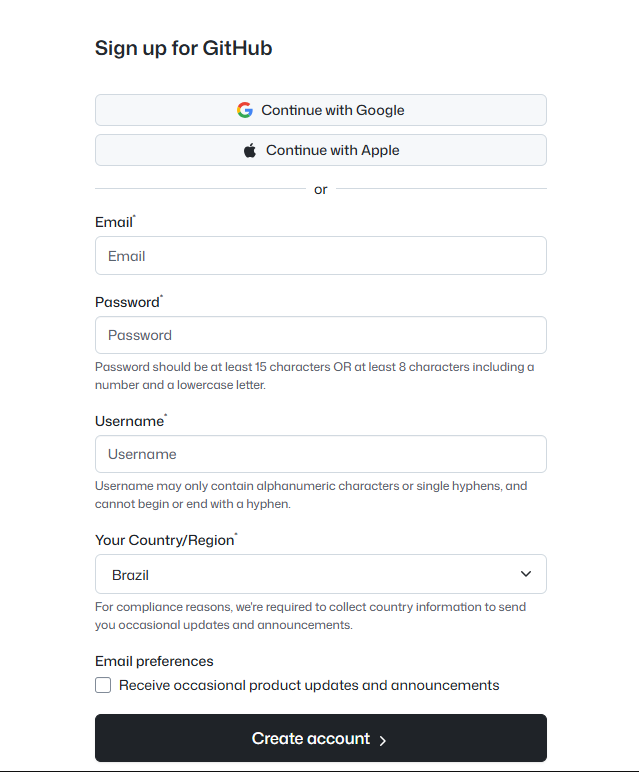 Sign up for GitHub
Continue with Google
Continue with Apple
or
Email*
Email
Password*
Password
Password should be at least 15 characters OR at least 8 characters including a
number and a lowercase letter.
Username*
Username
Username may only contain alphanumeric characters or single hyphens, and
cannot begin or end with a hyphen.
Your Country/Region*
Brazil
For compliance reasons, we're required to collect country information to send
you occasional updates and announcements.
Email preferences
Receive occasional product updates and announcements
Create account